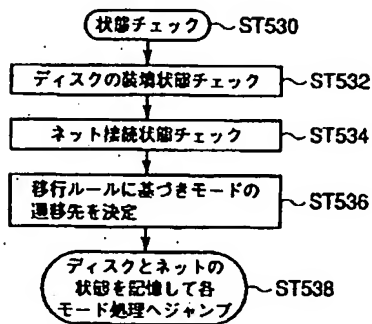 状態チェック
ST530
ディスクの装填状態チェック
ST532
ネット接続状態チェック
ST534
移行ルールに基づきモードの
遷移先を決定
ST536
ディスクとネットの
状態を記憶して各
モード処理へジャンプ
ST538